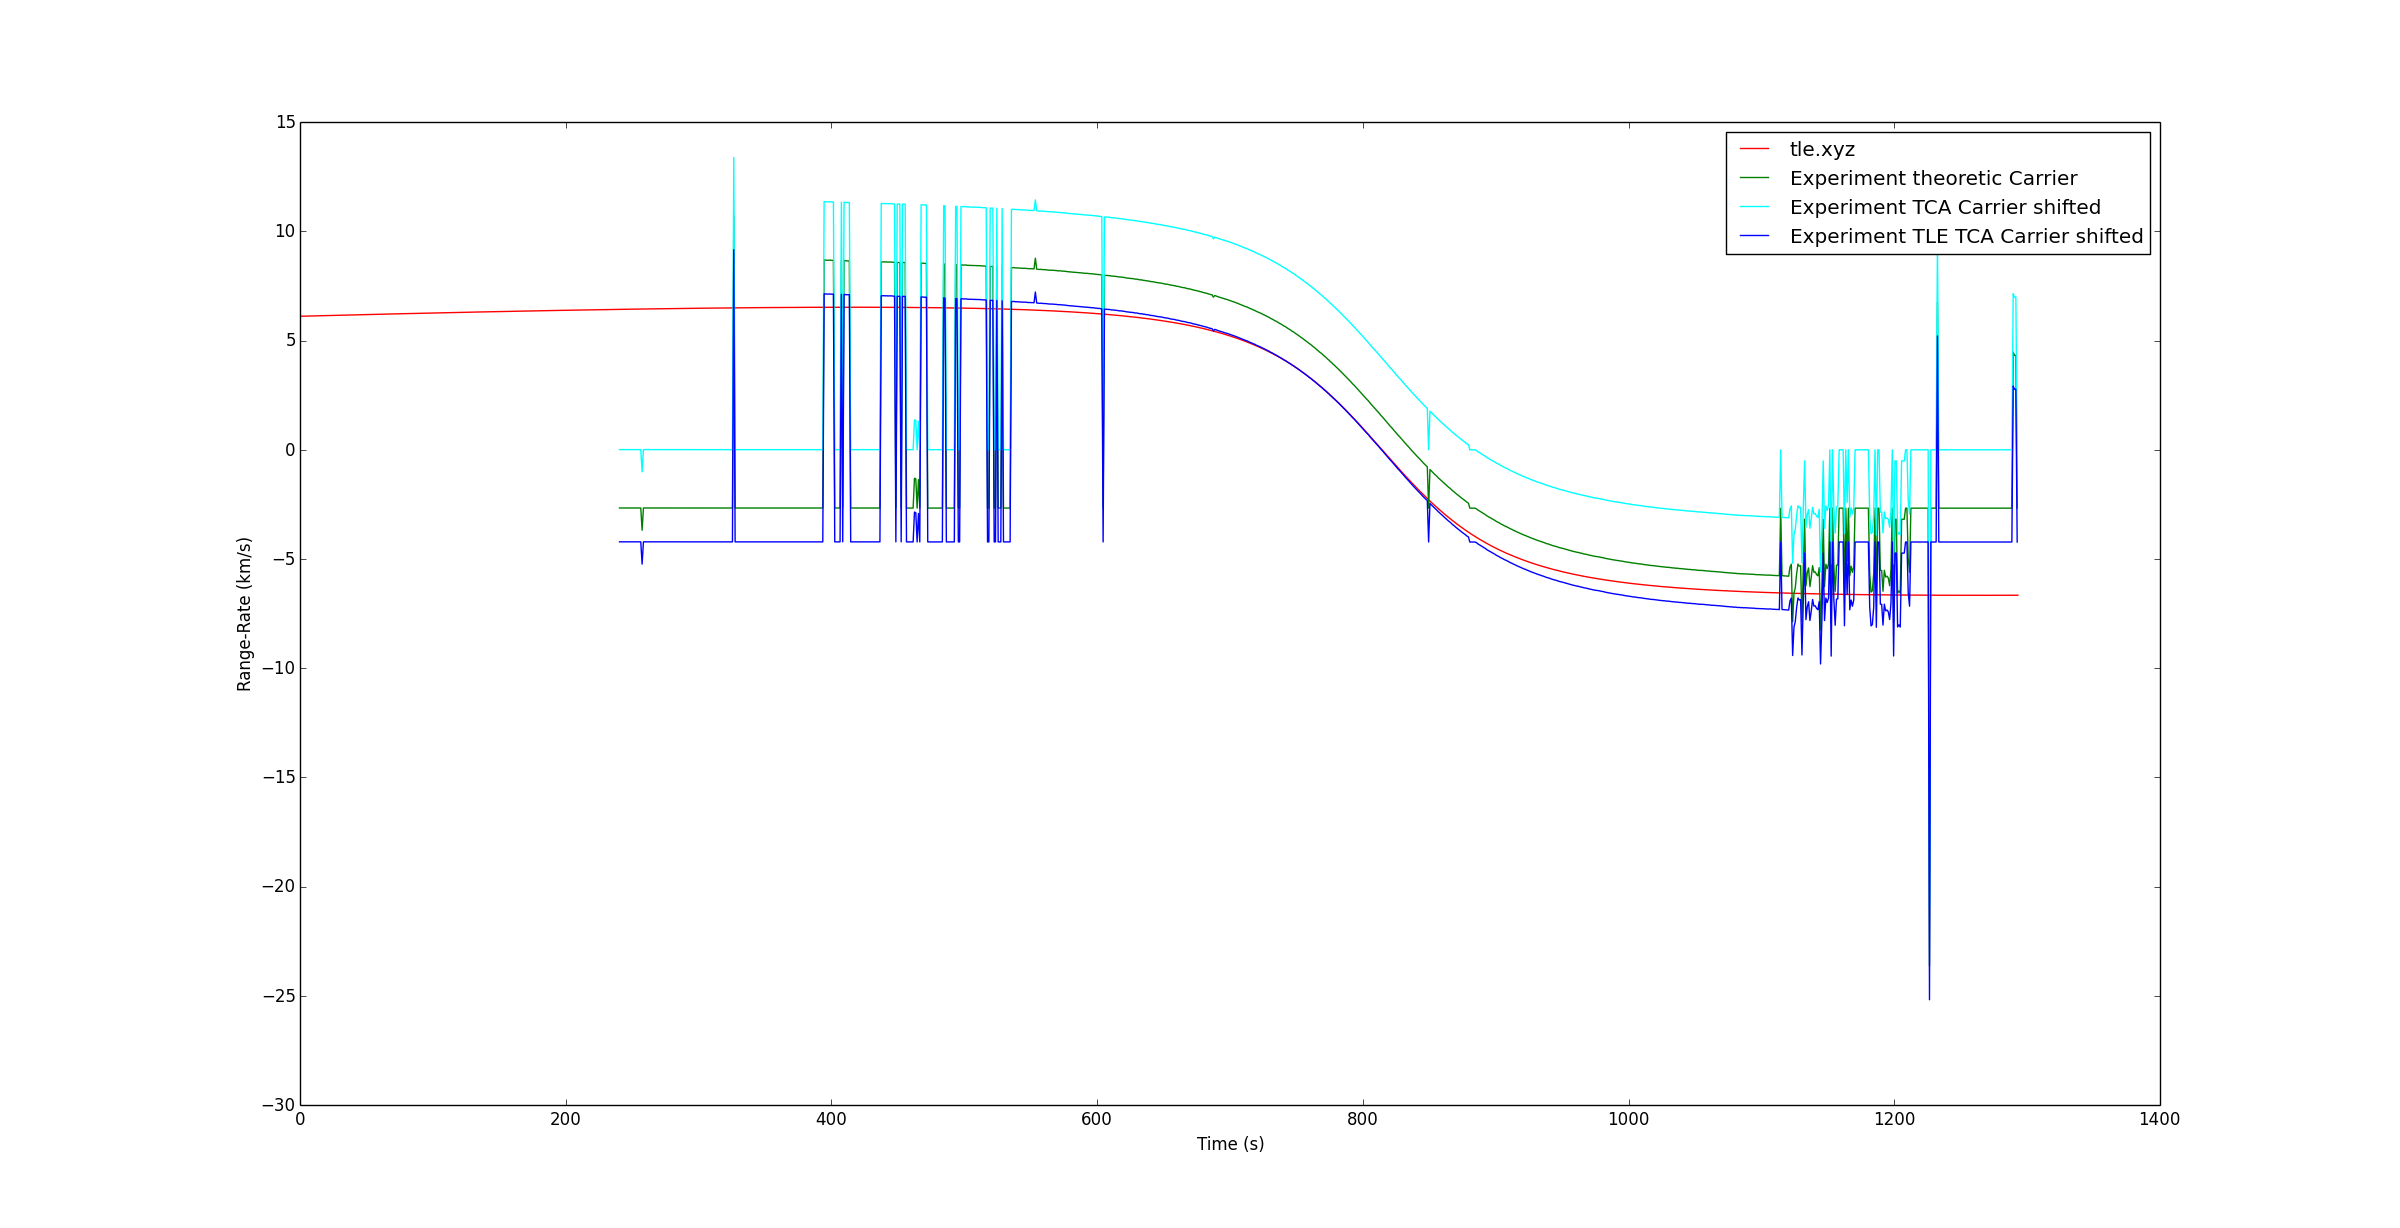 15
10
5
0
−5
−10
−15
−20
−25
−30
Range-Rate (km/s)
tle.xyz
Experiment theoretic Carrier
Experiment TCA Carrier shifted
Experiment TLE TCA Carrier shifted
0 200 400 600 800 1000 1200 1400
Time (s)